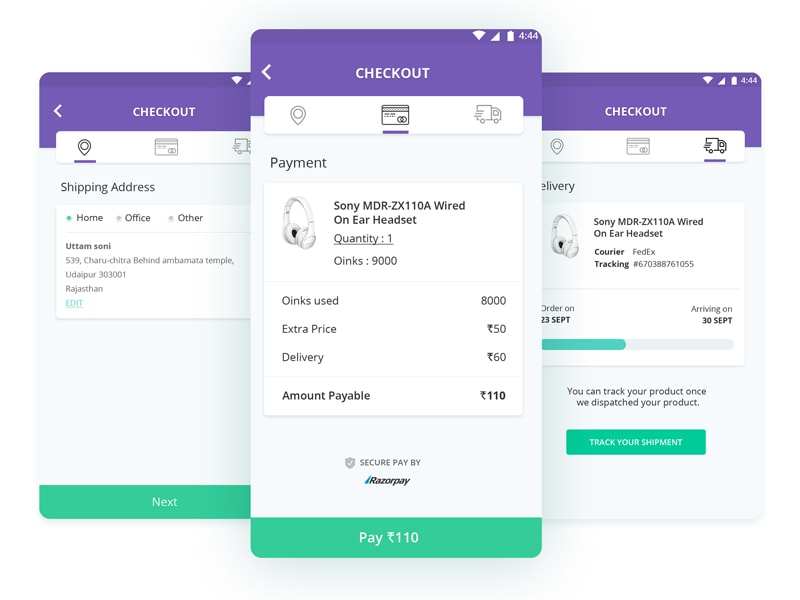 CHECKOUT
Shipping Address
Home Office Other
Uttam soni
539, Charu-chitra Behind ambamata temple,
Udaipur 303001
Rajasthan
EDIT
Next
4:44
CHECKOUT
Payment
Sony MDR-ZX110A Wired
On Ear Headset
Quantity : 1
Oinks : 9000
Oinks used 8000
Extra Price ₹50
Delivery ₹60
Amount Payable ₹110
SECURE PAY BY
Razorpay
Pay ₹110
4:44
CHECKOUT
elivery
Sony MDR-ZX110A Wired
On Ear Headset
Courier FedEx
Tracking #670388761055
Order on Arriving on
23 SEPT 30 SEPT
You can track your product once
we dispatched your product.
TRACK YOUR SHIPMENT